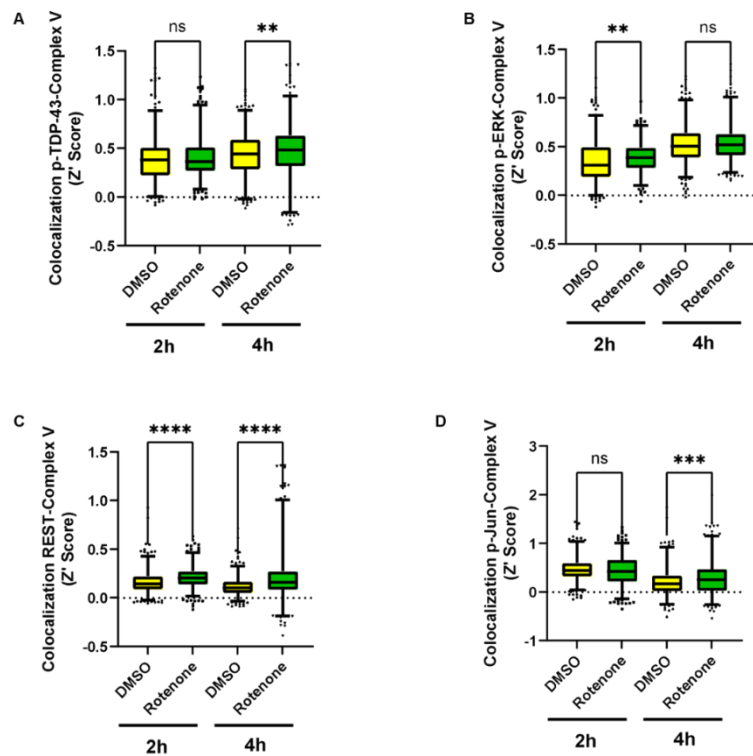 A
Colocalization p-TDP-43-Complex V
(Z' Score)
ns
**
1.5
1.0
0.5
0.0
-0.5
DMSO
Rotenone
DMSO
Rotenone
2h
4h
B
Colocalization p-ERK-Complex V
(Z' Score)
**
ns
1.5
1.0
0.5
0.0
-0.5
DMSO
Rotenone
DMSO
Rotenone
2h
4h
C
Colocalization REST-Complex V
(Z' Score)
****
****
1.5
1.0
0.5
0.0
-0.5
DMSO
Rotenone
DMSO
Rotenone
2h
4h
D
Colocalization p-Jun-Complex V
(Z' Score)
ns
***
3
2
1
0
-1
DMSO
Rotenone
DMSO
Rotenone
2h
4h